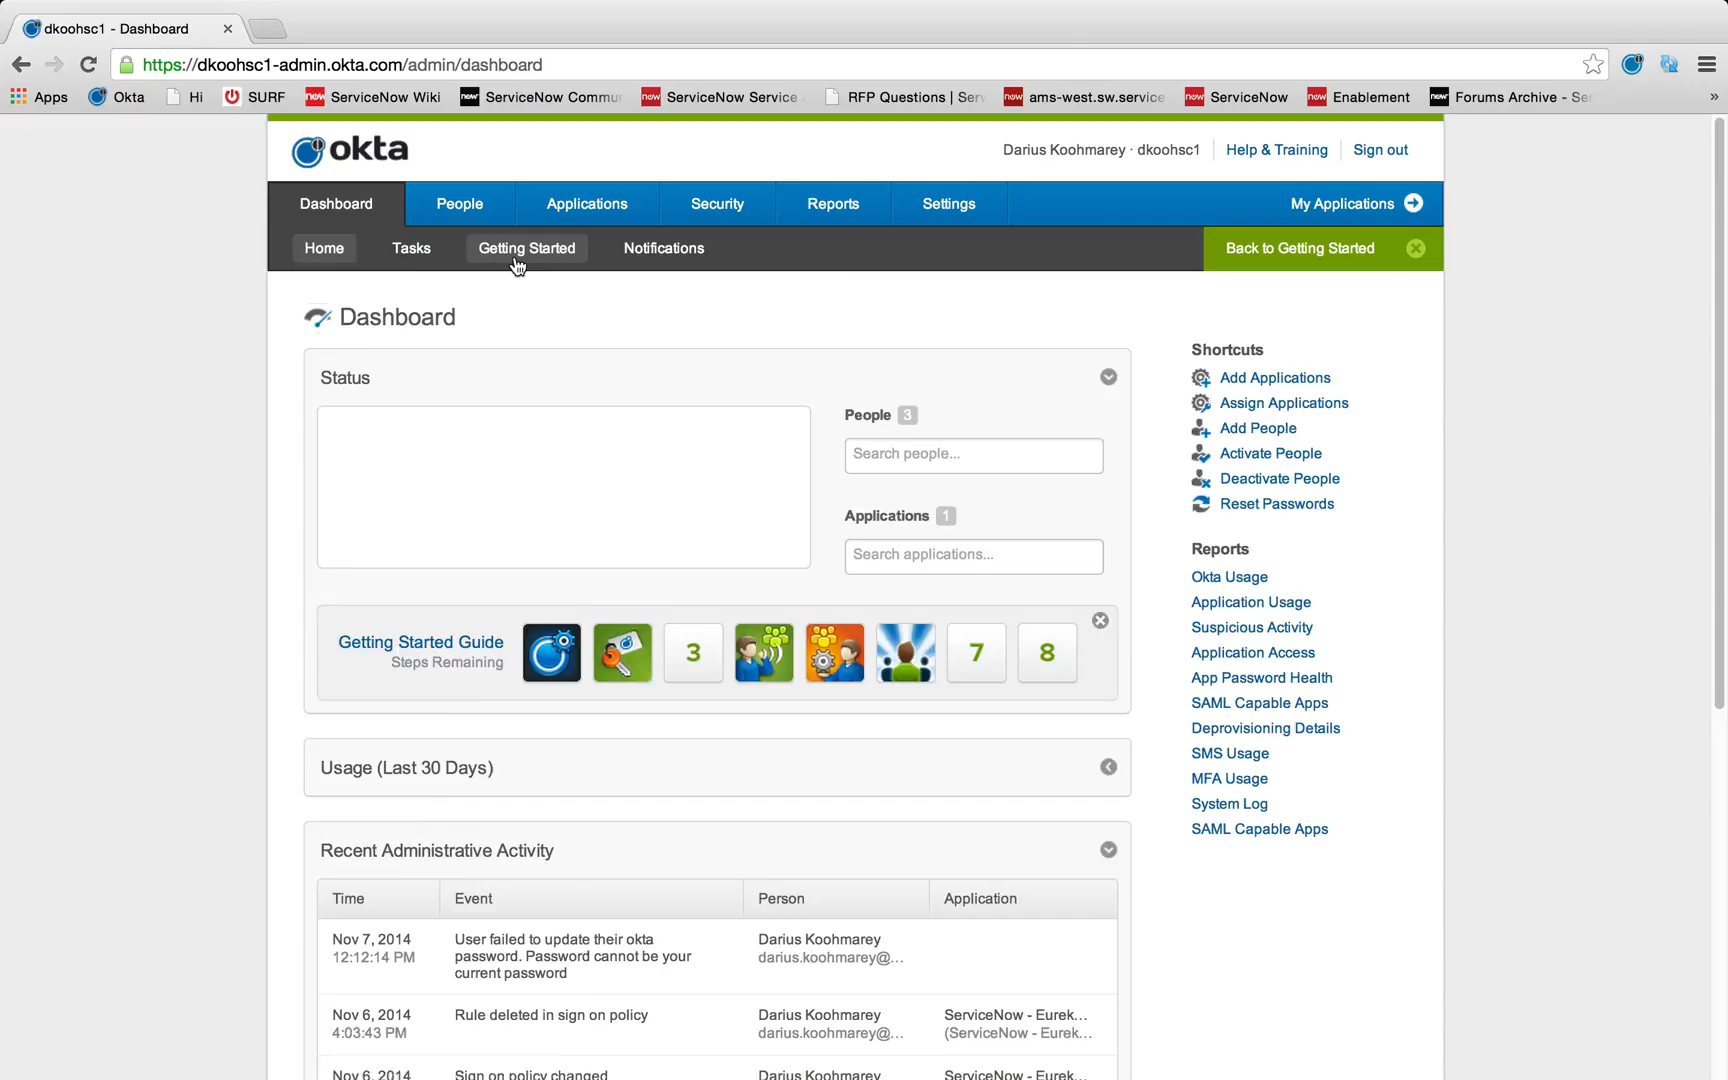 dkoohsc1 - Dashboard
https://dkoohsc1-admin.okta.com/admin/dashboard
Apps Okta Hi SURF now ServiceNow Wiki now ServiceNow Commu now ServiceNow Service RFP Questions | Serv now ams-west.sw.service now ServiceNow now Enablement now Forums Archive - Ser »
okta
Darius Koohmarey · dkoohsc1 Help & Training Sign out
Dashboard People Applications Security Reports Settings My Applications
Home Tasks Getting Started Notifications Back to Getting Started
Dashboard
Status
People 3
Search people...
Applications 1
Search applications...
Getting Started Guide
Steps Remaining
3 7 8
Usage (Last 30 Days)
Recent Administrative Activity
Time Event Person Application
Nov 7, 2014 User failed to update their okta Darius Koohmarey
12:12:14 PM password. Password cannot be your darius.koohmarey@...
current password
Nov 6, 2014 Rule deleted in sign on policy Darius Koohmarey ServiceNow - Eurek...
4:03:43 PM darius.koohmarey@... (ServiceNow - Eurek...
Nov 6, 2014 Sign on policy changed Darius Koohmarey ServiceNow - Eurek...
Shortcuts
Add Applications
Assign Applications
Add People
Activate People
Deactivate People
Reset Passwords
Reports
Okta Usage
Application Usage
Suspicious Activity
Application Access
App Password Health
SAML Capable Apps
Deprovisioning Details
SMS Usage
MFA Usage
System Log
SAML Capable Apps